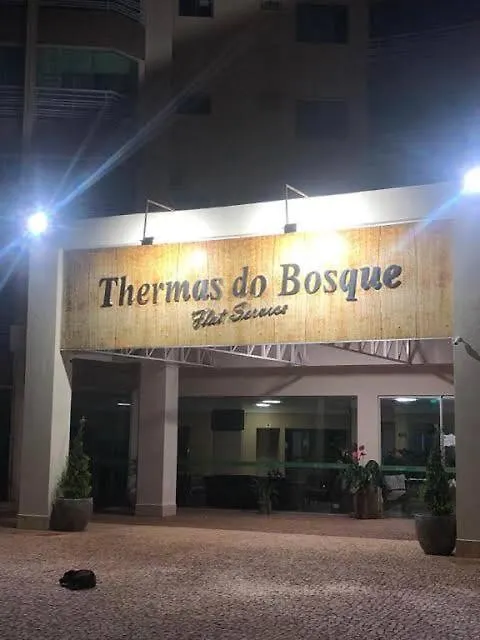 Thermas do Bosque
Flat Service